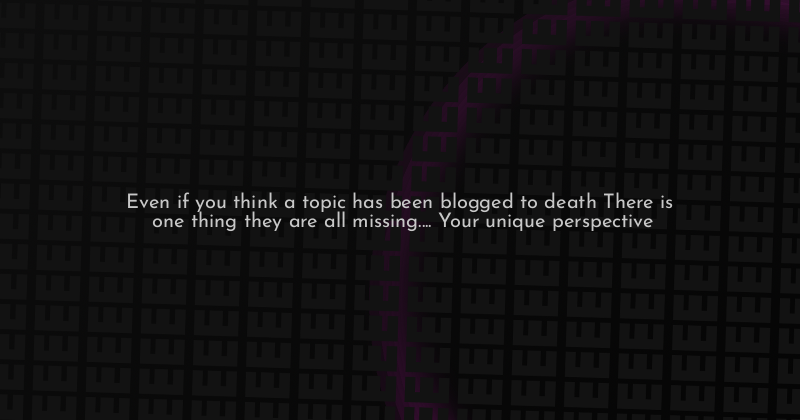 Even if you think a topic has been blogged to death There is
one thing they are all missing.... Your unique perspective